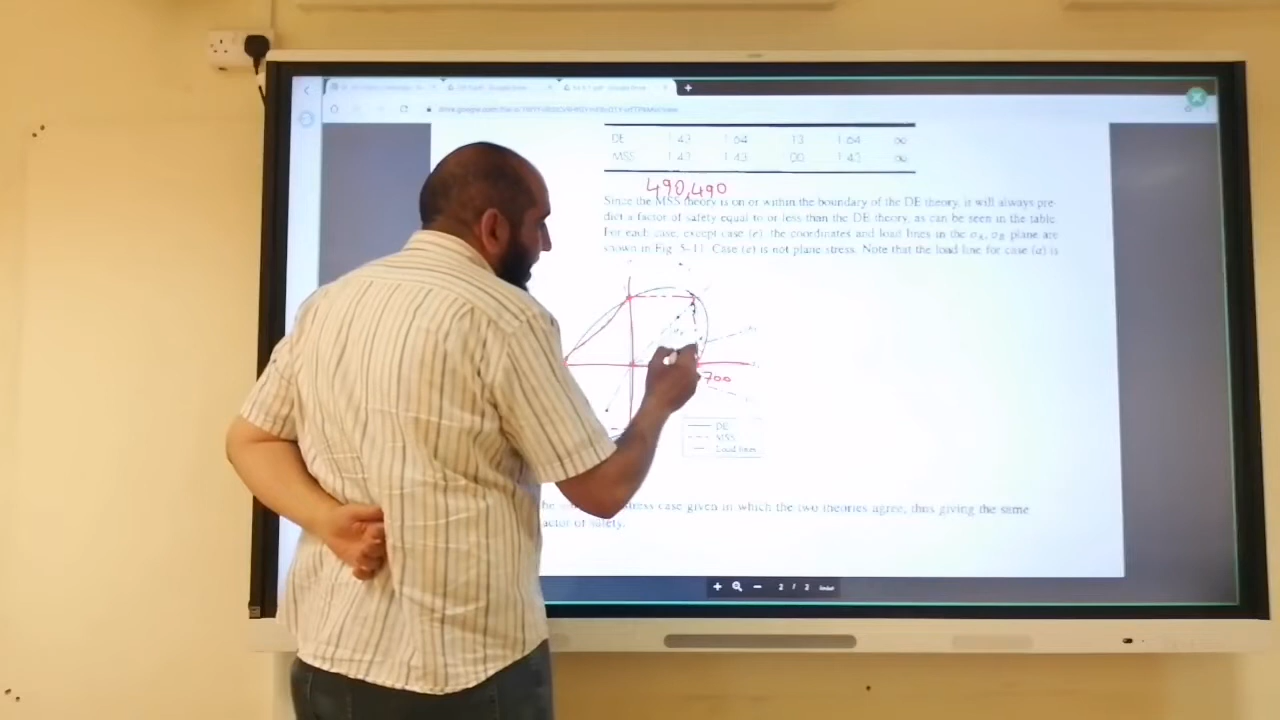 DE 1.43 1.64 1.64 ∞
MSS 1.43 1.43 1.43 ∞
490,490
Since the MSS theory is on or within the boundary of the DE theory, it will always pre-
dict a factor of safety equal to or less than the DE theory, as can be seen in the table.
For each case, except case (e), the coordinates and load lines in the σA, σB plane are
shown in Fig. 5–11. Case (e) is not plane stress. Note that the load line for case (a) is
700
DE
MSS
Load lines
stress case given in which the two theories agree, thus giving the same
factor of safety.
2 / 3